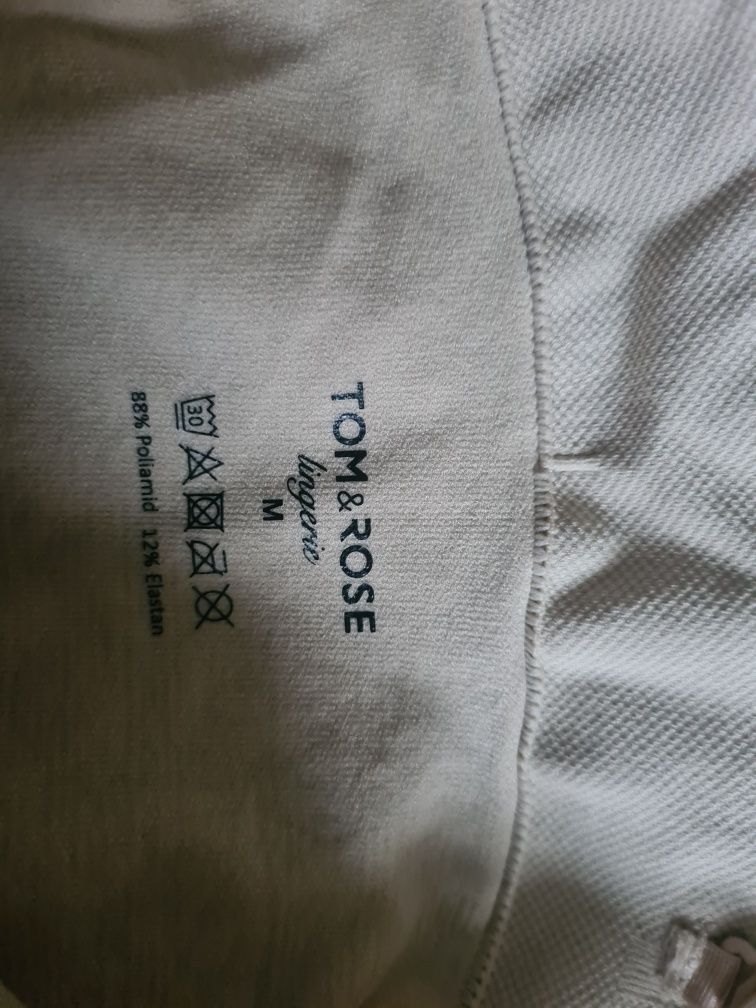 TOM & ROSE
lingerie
M
30
88% Poliamid 12% Elastan